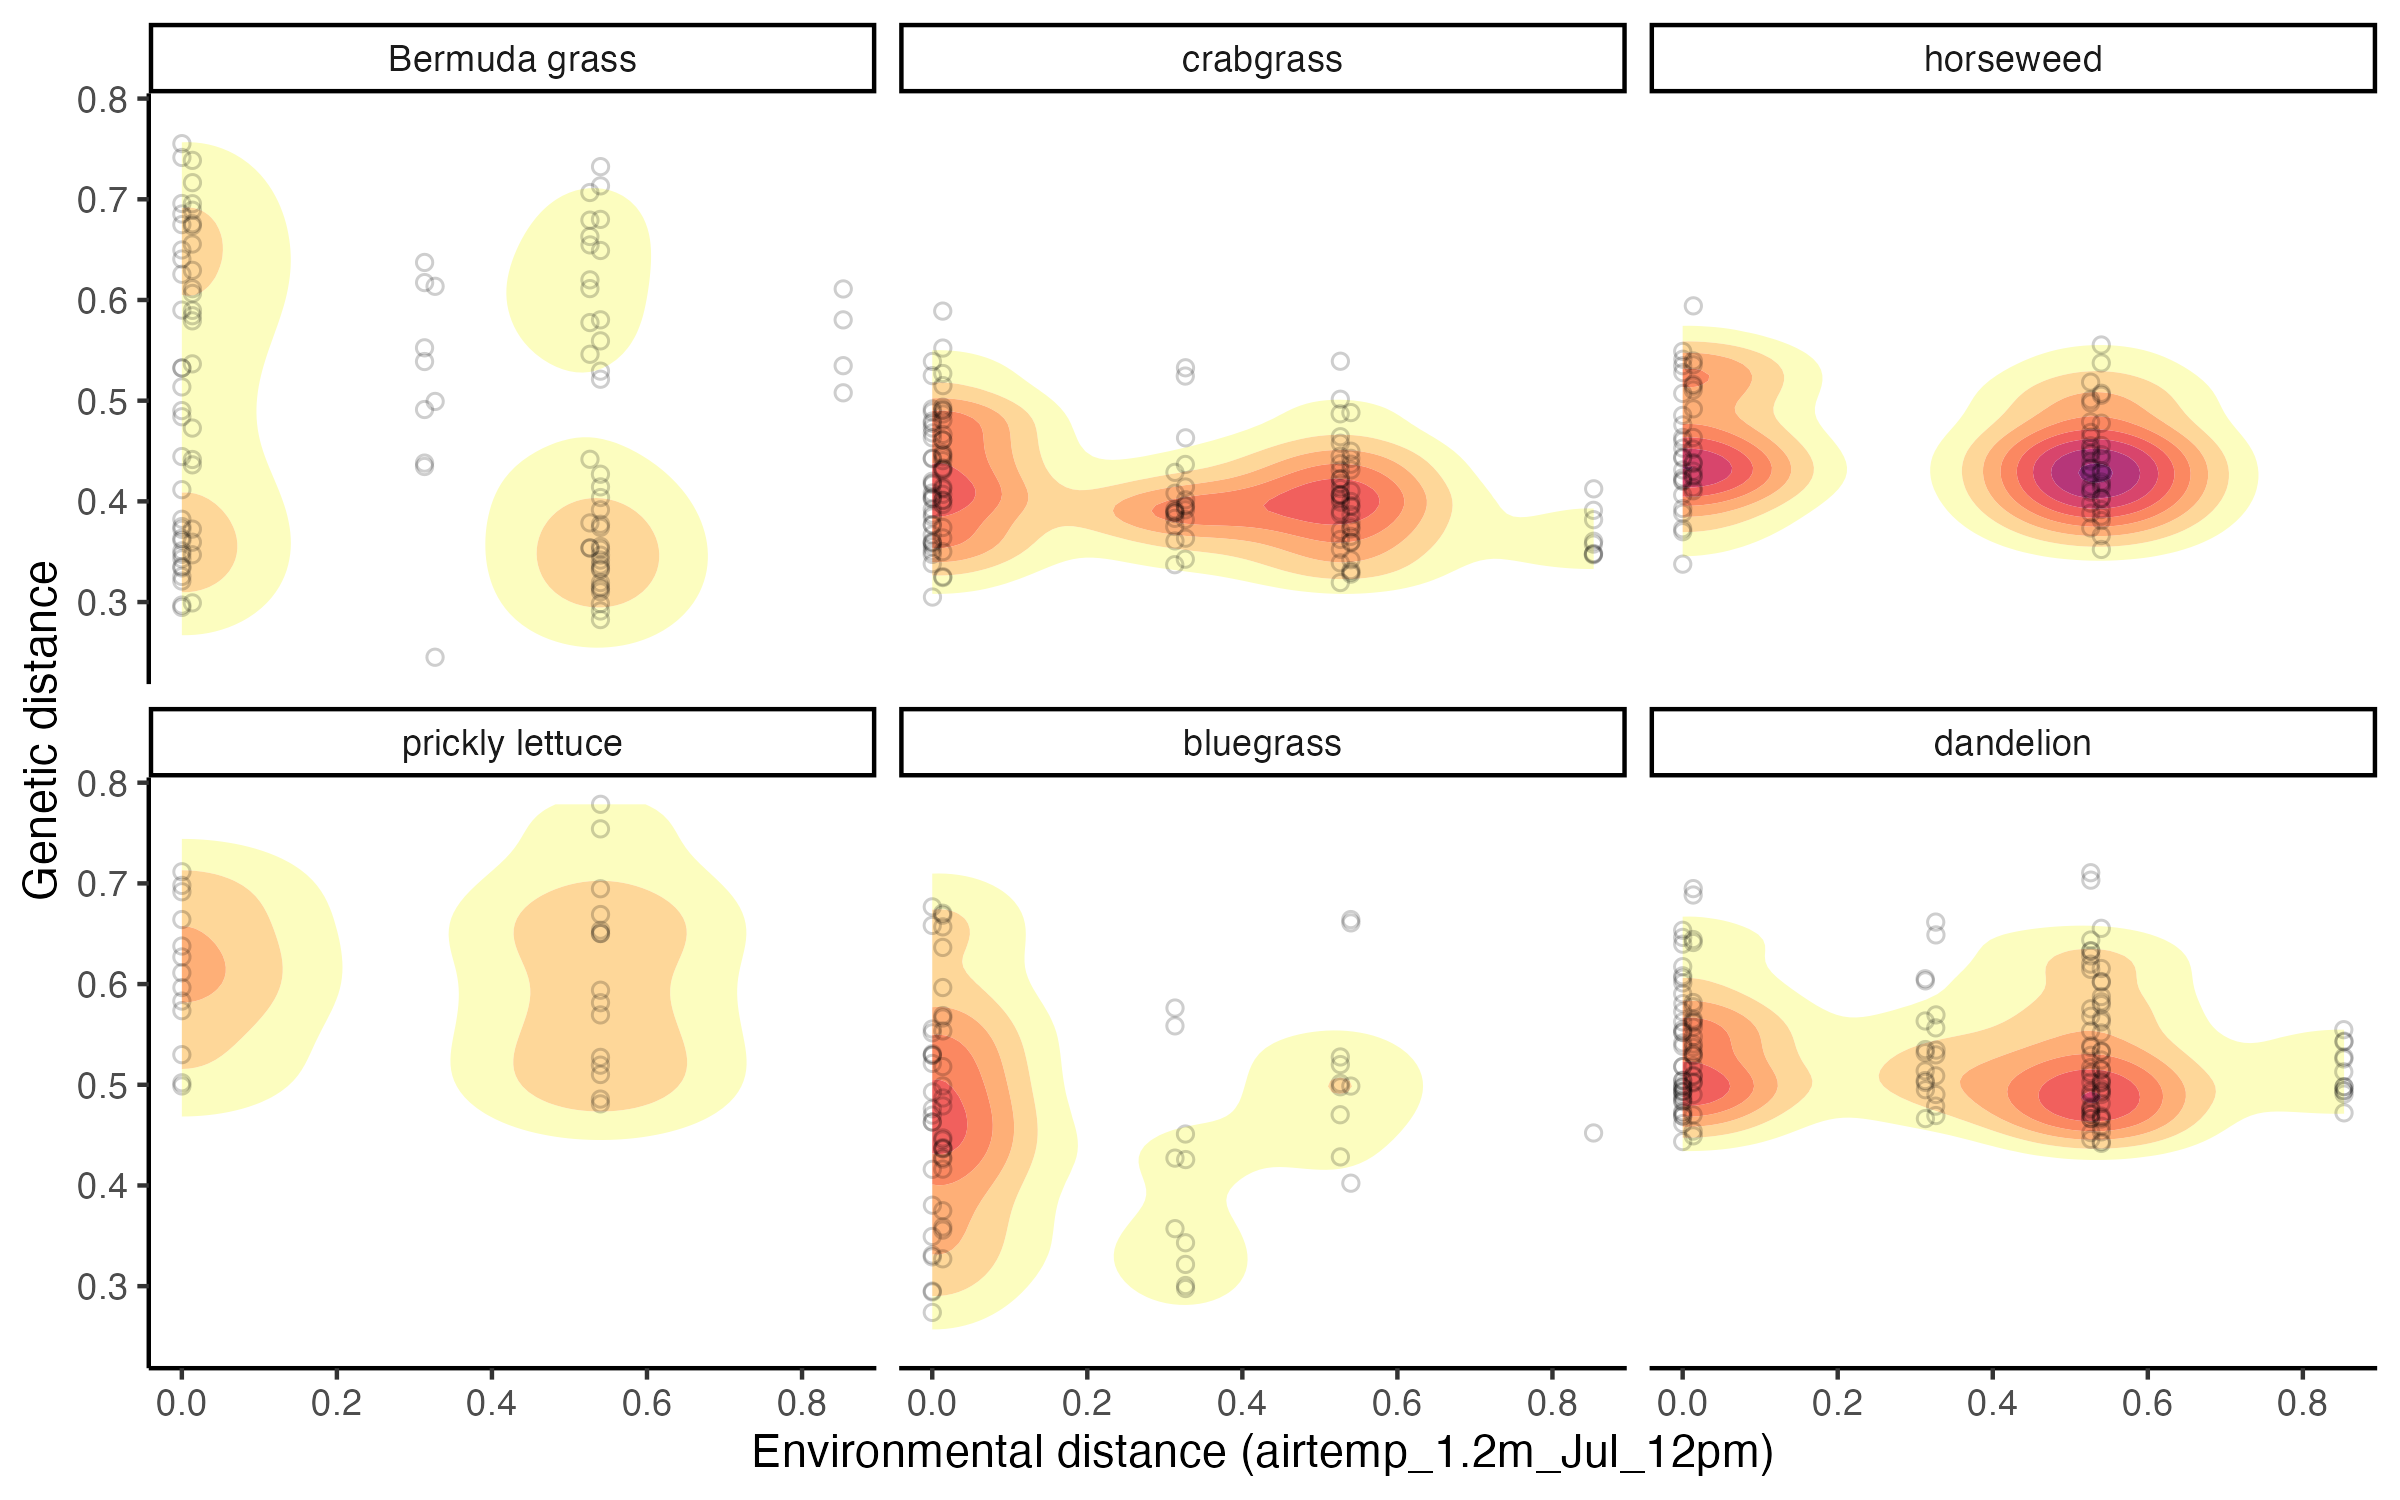 Bermuda grass
crabgrass
horseweed
0.8
0.7
0.6
0.5
0.4
0.3
prickly lettuce
bluegrass
dandelion
0.8
0.7
0.6
0.5
0.4
0.3
0.0 0.2 0.4 0.6 0.8
0.0 0.2 0.4 0.6 0.8
0.0 0.2 0.4 0.6 0.8
Genetic distance
Environmental distance (airtemp_1.2m_Jul_12pm)